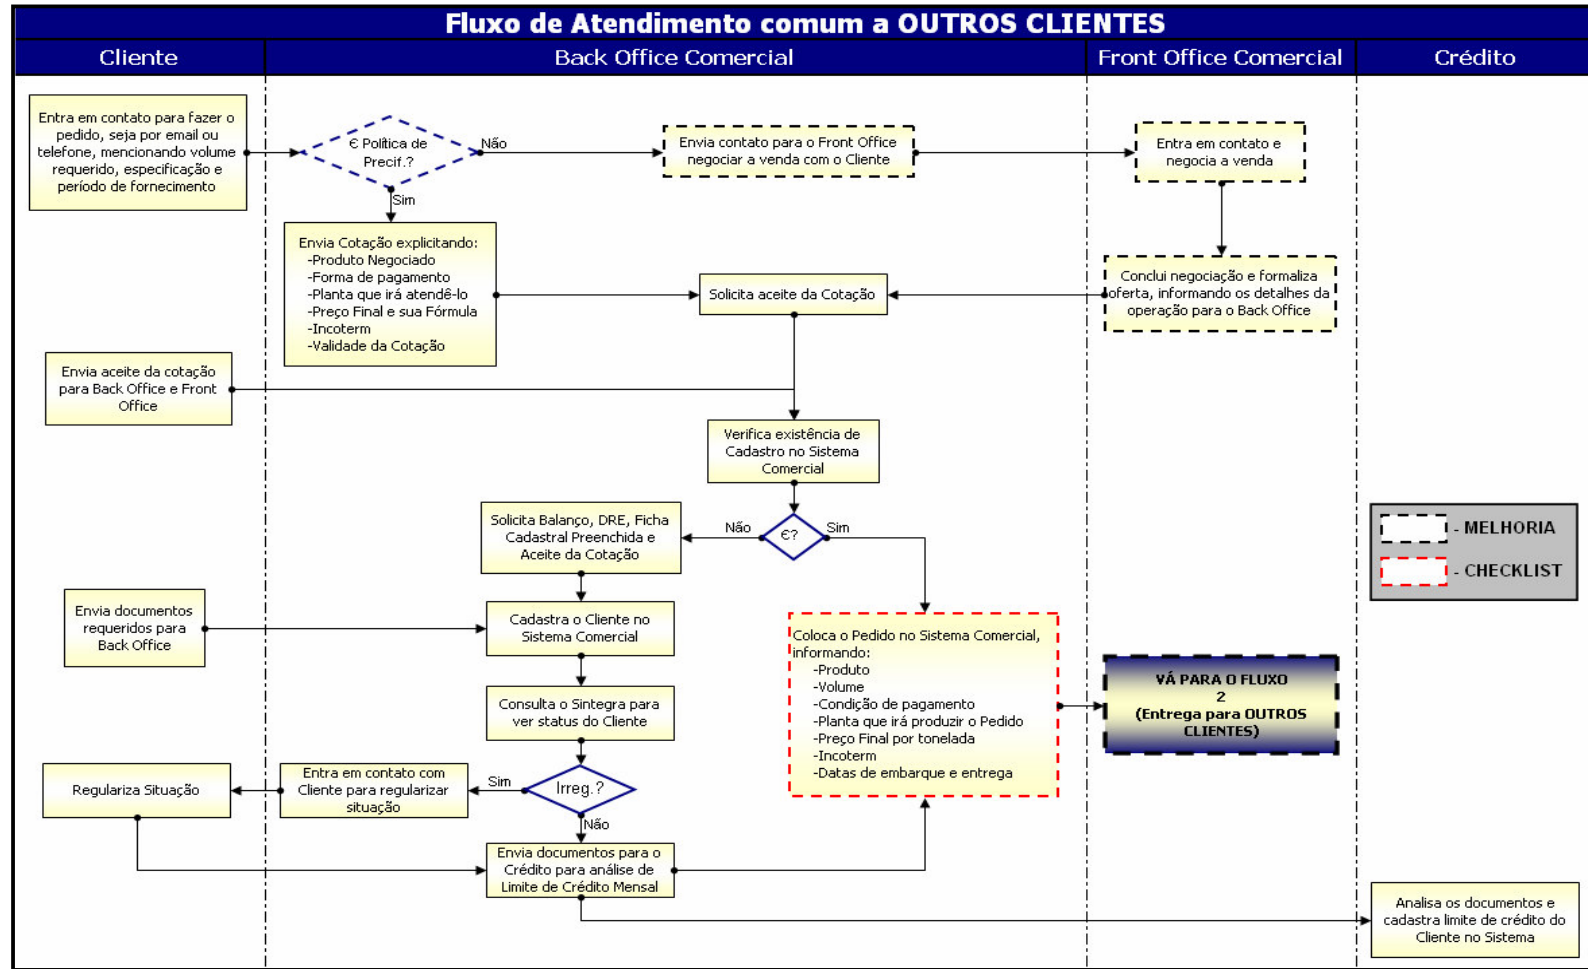 Fluxo de Atendimento comum a OUTROS CLIENTES
Cliente
Back Office Comercial
Front Office Comercial
Crédito
Entra em contato para fazer o
pedido, seja por email ou
telefone, mencionando volume
requerido, especificação e
período de fornecimento
Є Política de
Precif.?
Não
Sim
Envia contato para o Front Office
negociar a venda com o Cliente
Entra em contato e
negocia a venda
Envia Cotação explicitando:
-Produto Negociado
-Forma de pagamento
-Planta que irá atendê-lo
-Preço Final e sua Fórmula
-Incoterm
-Validade da Cotação
Solicita aceite da Cotação
Conclui negociação e formaliza
oferta, informando os detalhes da
operação para o Back Office
Envia aceite da cotação
para Back Office e Front
Office
Verifica existência de
Cadastro no Sistema
Comercial
Solicita Balanço, DRE, Ficha
Cadastral Preenchida e
Aceite da Cotação
Não
Є?
Sim
- MELHORIA
- CHECKLIST
Envia documentos
requeridos para
Back Office
Cadastra o Cliente no
Sistema Comercial
Coloca o Pedido no Sistema Comercial,
informando:
-Produto
-Volume
-Condição de pagamento
-Planta que irá produzir o Pedido
-Preço Final por tonelada
-Incoterm
-Datas de embarque e entrega
VÁ PARA O FLUXO
2
(Entrega para OUTROS
CLIENTES)
Consulta o Sintegra para
ver status do Cliente
Regulariza Situação
Entra em contato com
Cliente para regularizar
situação
Sim
Irreg.?
Não
Envia documentos para o
Crédito para análise de
Limite de Crédito Mensal
Analisa os documentos e
cadastra limite de crédito do
Cliente no Sistema